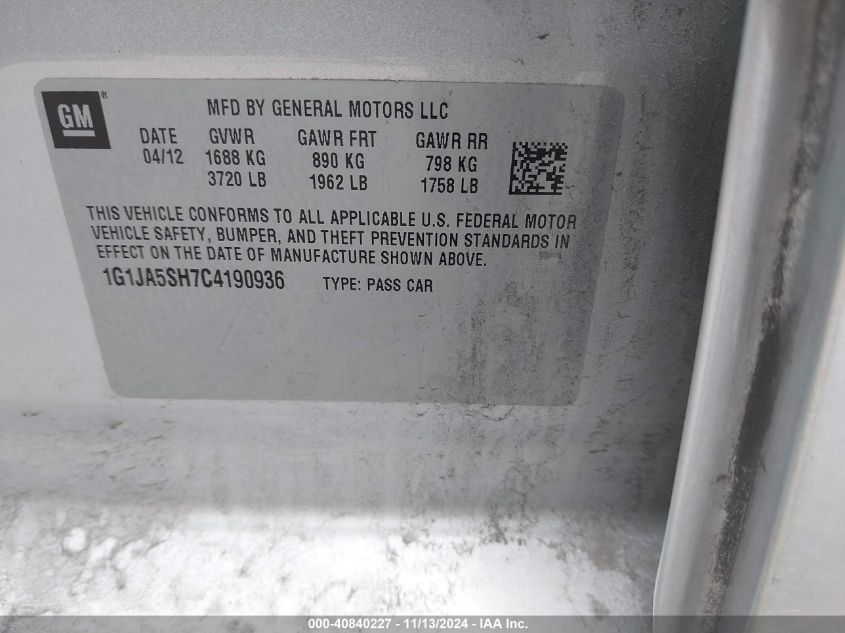 GM®
MFD BY GENERAL MOTORS LLC
DATE GVWR GAWR FRT GAWR RR
04/12 1688 KG 890 KG 798 KG
3720 LB 1962 LB 1758 LB
THIS VEHICLE CONFORMS TO ALL APPLICABLE U.S. FEDERAL MOTOR
VEHICLE SAFETY, BUMPER, AND THEFT PREVENTION STANDARDS IN
EFFECT ON THE DATE OF MANUFACTURE SHOWN ABOVE.
1G1JA5SH7C4190936 TYPE: PASS CAR
000-40840227 - 11/13/2024 - IAA Inc.